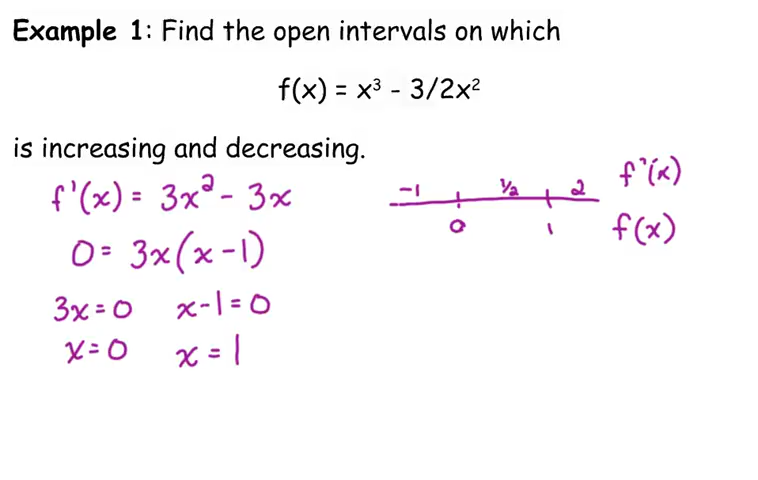 Example 1: Find the open intervals on which
f(x) = x³ - 3/2x²
is increasing and decreasing.
f'(x) = 3x² - 3x
0 = 3x(x-1)
3x=0 x-1=0
x=0 x=1
-1 ½ 2 f'(x)
0 1 f(x)